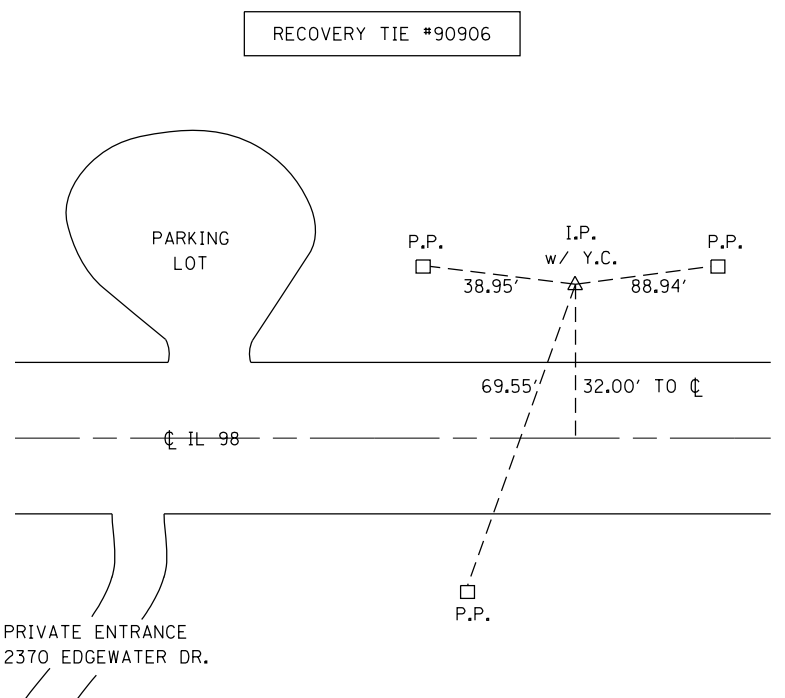 RECOVERY TIE #90906
PARKING
LOT
P.P.
I.P.
w/ Y.C.
P.P.
38.95'
88.94'
69.55'
32.00' TO ℄
℄ IL 98
P.P.
PRIVATE ENTRANCE
2370 EDGEWATER DR.